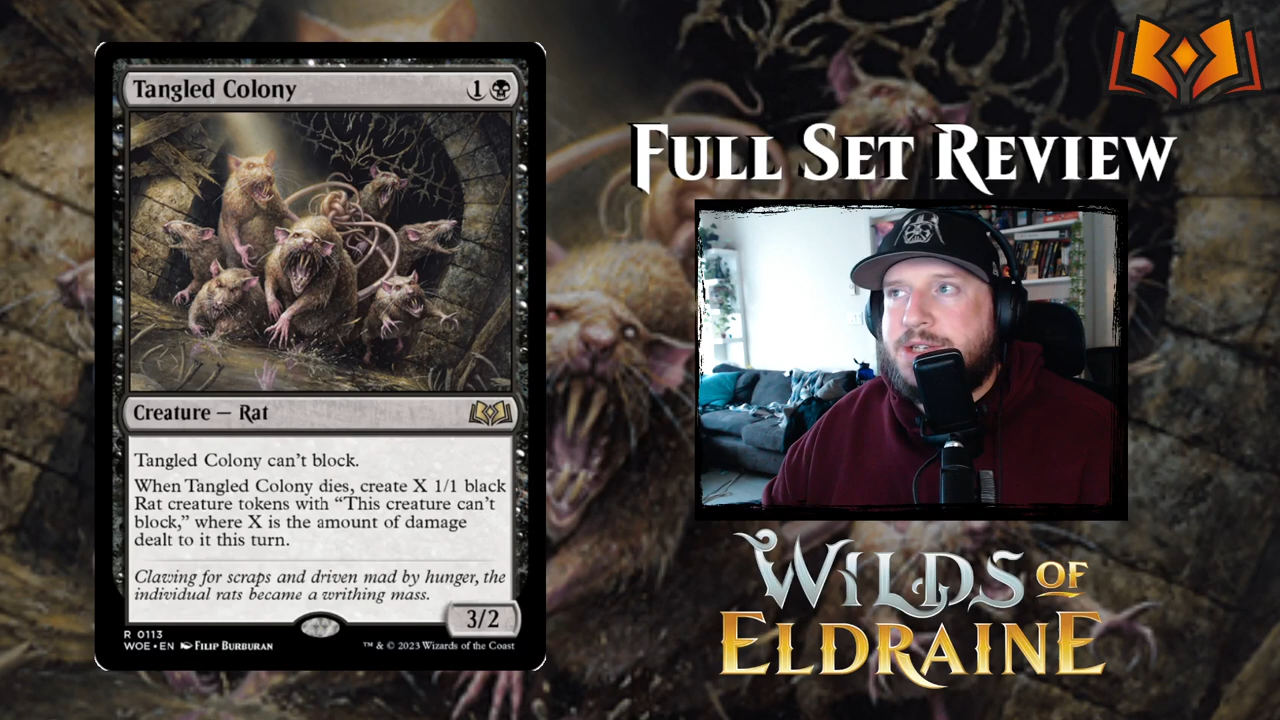 Tangled Colony 1
Creature — Rat
Tangled Colony can't block.
When Tangled Colony dies, create X 1/1 black
Rat creature tokens with “This creature can't
block,” where X is the amount of damage
dealt to it this turn.
Clawing for scraps and driven mad by hunger, the
individual rats became a writhing mass.
3/2
R 0113
WOE • EN Filip Burburan
™ & © 2023 Wizards of the Coast
Full Set Review
Wilds of
Eldraine